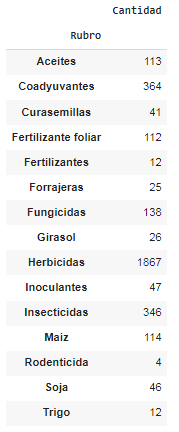 Cantidad
Rubro
Aceites 113
Coadyuvantes 364
Curasemillas 41
Fertilizante foliar 112
Fertilizantes 12
Forrajeras 25
Fungicidas 138
Girasol 26
Herbicidas 1867
Inoculantes 47
Insecticidas 346
Maiz 114
Rodenticida 4
Soja 46
Trigo 12